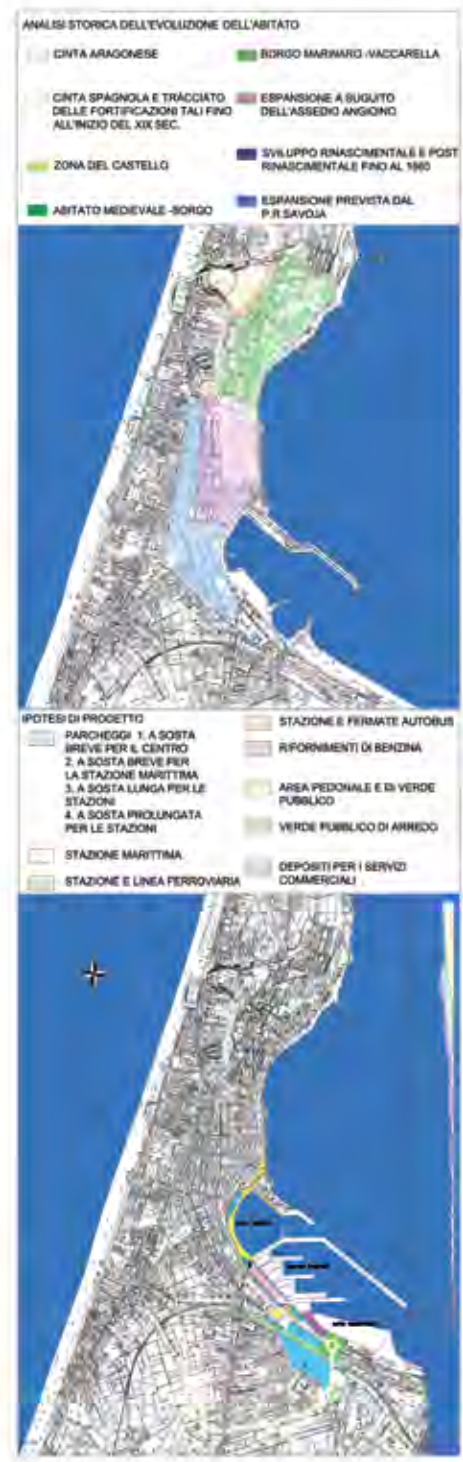 ANALISI STORICA DELL'EVOLUZIONE DELL'ABITATO
CINTA ARAGONESE
CINTA SPAGNOLA E TRACCIATO
DELLE FORTIFICAZIONI TALI FINO
ALL'INIZIO DEL XIX SEC.
ZONA DEL CASTELLO
ABITATO MEDIEVALE -BORGO
BORGO MARINARO -VACCARELLA
ESPANSIONE A SUGUITO
DELL'ASSEDIO ANGIOINO
SVILUPPO RINASCIMENTALE E POST
RINASCIMENTALE FINO AL
ESPANSIONE PREVISTA DAL
P.R.SAVOJA
IPOTESI DI PROGETTO
PARCHEGGI 1. A SOSTA
BREVE PER IL CENTRO
2. A SOSTA BREVE PER
LA STAZIONE MARITTIMA
3. A SOSTA LUNGA PER LE
STAZIONI
4. A SOSTA PROLUNGATA
PER LE STAZIONI
STAZIONE MARITTIMA
STAZIONE E LINEA FERROVIARIA
STAZIONE E FERMATE AUTOBUS
RIFORNIMENTI DI BENZINA
AREA PEDONALE E DI VERDE
PUBBLICO
VERDE PUBBLICO DI ARREDO
DEPOSITI PER I SERVIZI
COMMERCIALI